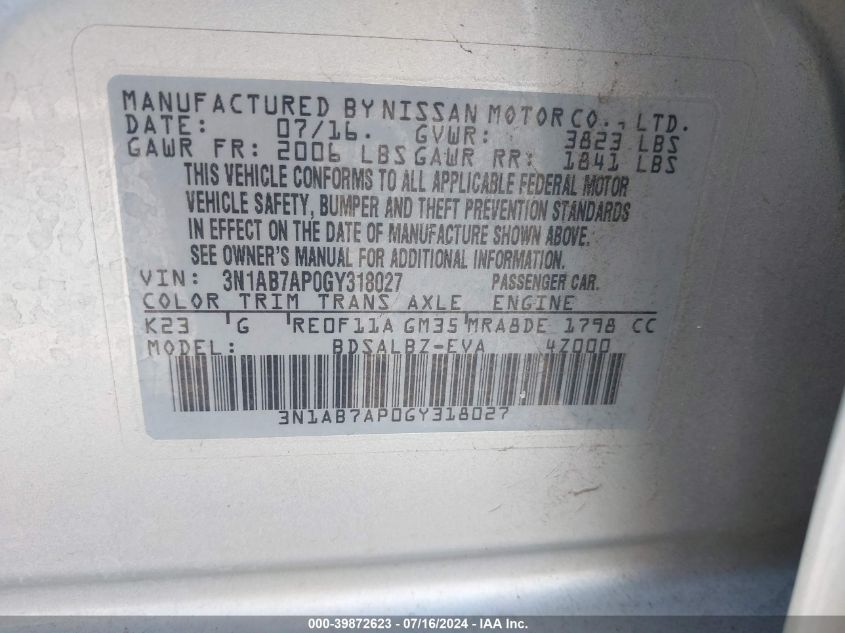 MANUFACTURED BY NISSAN MOTOR CO., LTD.
DATE: 07/16. GVWR: 3823 LBS
GAWR FR: 2006 LBS GAWR RR: 1841 LBS
THIS VEHICLE CONFORMS TO ALL APPLICABLE FEDERAL MOTOR
VEHICLE SAFETY, BUMPER AND THEFT PREVENTION STANDARDS
IN EFFECT ON THE DATE OF MANUFACTURE SHOWN ABOVE.
SEE OWNER'S MANUAL FOR ADDITIONAL INFORMATION.
VIN: 3N1AB7AP0GY318027 PASSENGER CAR.
COLOR TRIM TRANS AXLE ENGINE
K23 G RE0F11A GM35 MRA8DE 1798 CC
MODEL: BDSALBZ-EVA 4Z000
3N1AB7AP0GY318027
000-39872623 - 07/16/2024 - IAA Inc.